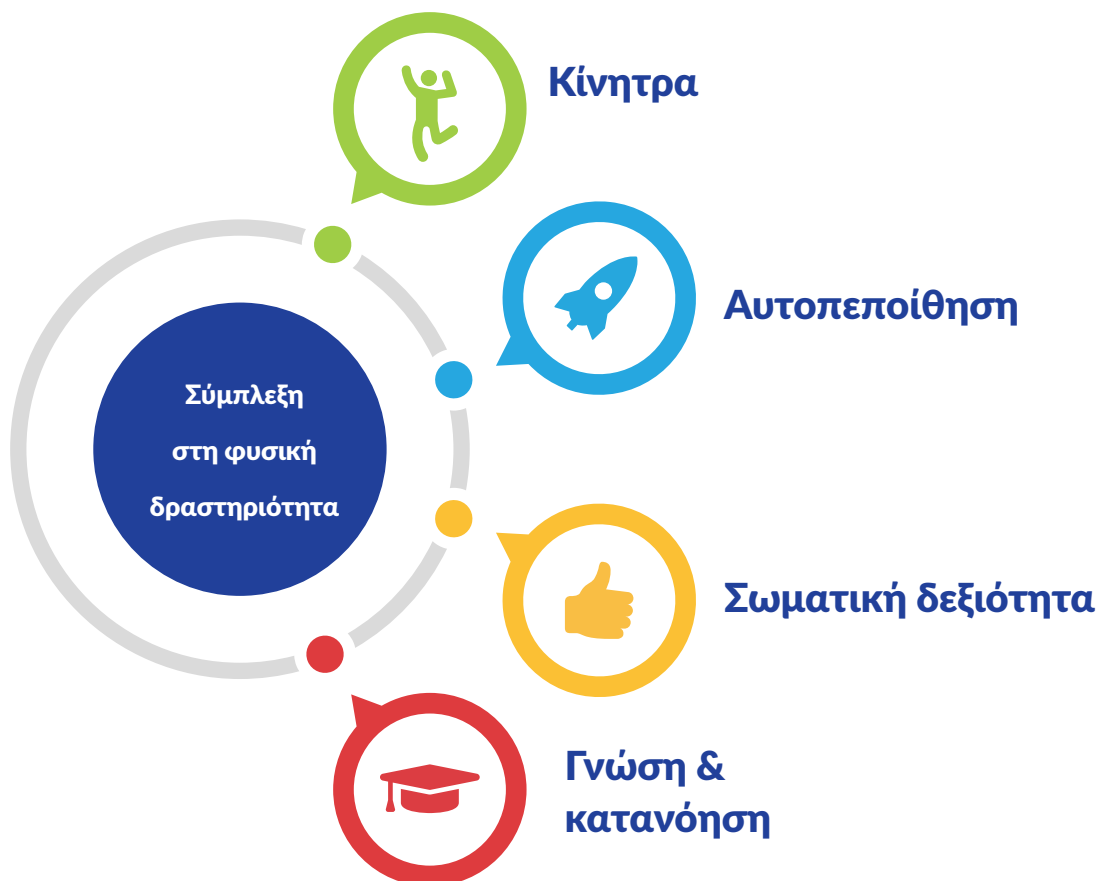 Κίνητρα
Αυτοπεποίθηση
Σύμπλεξη
στη φυσική
δραστηριότητα
Σωματική δεξιότητα
Γνώση &
κατανόηση